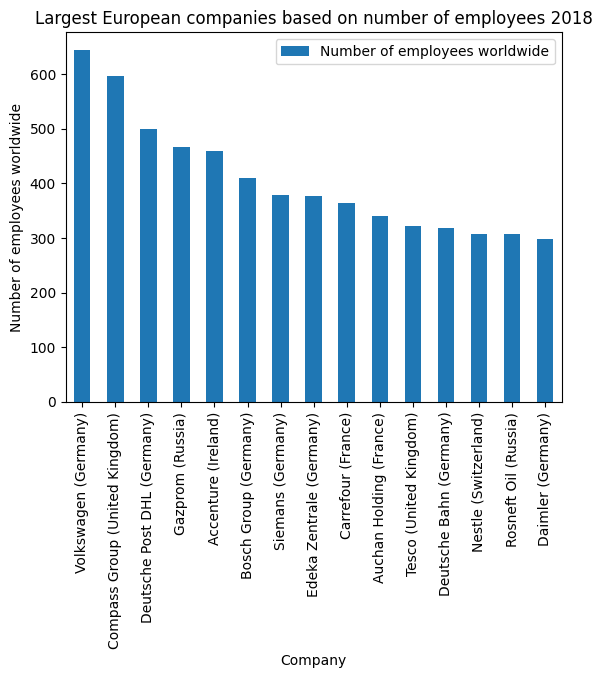 Largest European companies based on number of employees 2018
Number of employees worldwide
Number of employees worldwide
600
500
400
300
200
100
0
Volkswagen (Germany)
Compass Group (United Kingdom)
Deutsche Post DHL (Germany)
Gazprom (Russia)
Accenture (Ireland)
Bosch Group (Germany)
Siemans (Germany)
Edeka Zentrale (Germany)
Carrefour (France)
Auchan Holding (France)
Tesco (United Kingdom)
Deutsche Bahn (Germany)
Nestle (Switzerland)
Rosneft Oil (Russia)
Daimler (Germany)
Company